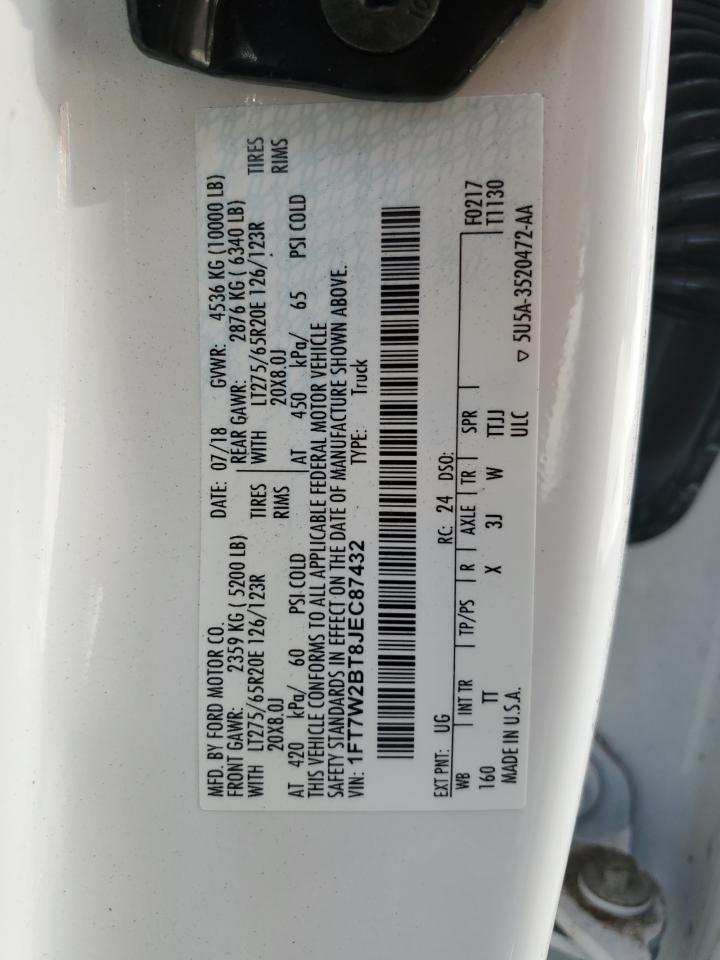 MFD. BY FORD MOTOR CO.
DATE: 07/18 GVWR: 4536 KG (10000 LB)
FRONT GAWR: 2359 KG ( 5200 LB) REAR GAWR: 2876 KG ( 6340 LB)
WITH LT275/65R20E 126/123R TIRES WITH LT275/65R20E 126/123R TIRES
20X8.0J RIMS 20X8.0J RIMS
AT 420 kPa/ 60 PSI COLD AT 450 kPa/ 65 PSI COLD
THIS VEHICLE CONFORMS TO ALL APPLICABLE FEDERAL MOTOR VEHICLE
SAFETY STANDARDS IN EFFECT ON THE DATE OF MANUFACTURE SHOWN ABOVE.
VIN: 1FT7W2BT8JEC87432 TYPE: Truck
EXT PNT: UG RC: 24 DSO:
WB INT TR TP/PS R AXLE TR SPR F0217
160 TT X 3J W TTJJ T1130
MADE IN U.S.A. ULC
▽ 5U5A-3520472-AA
10